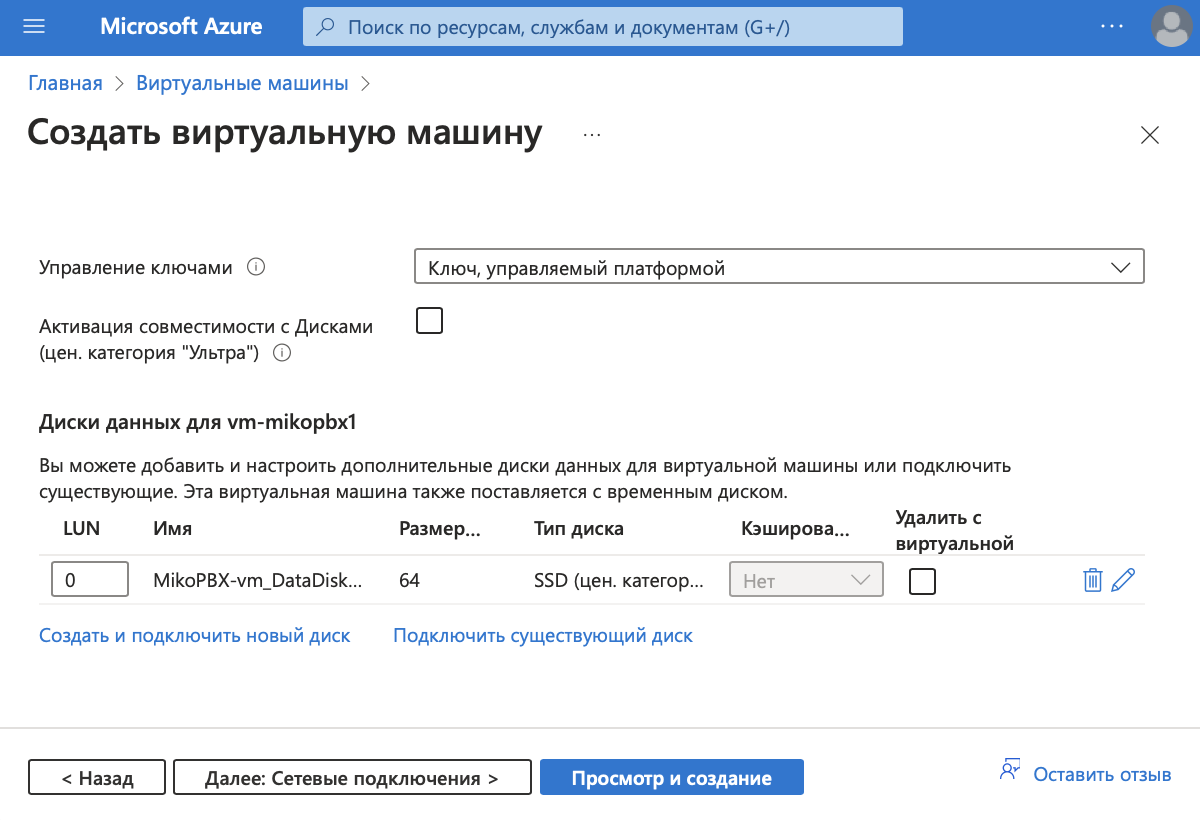 Microsoft Azure
Поиск по ресурсам, службам и документам (G+/)
Главная > Виртуальные машины >
Создать виртуальную машину ...
Управление ключами
Ключ, управляемый платформой
Активация совместимости с Дисками
(цен. категория "Ультра")
Диски данных для vm-mikopbx1
Вы можете добавить и настроить дополнительные диски данных для виртуальной машины или подключить
существующие. Эта виртуальная машина также поставляется с временным диском.
LUN Имя Размер... Тип диска Кэширова... Удалить с
виртуальной
0 MikoPBX-vm_DataDisk... 64 SSD (цен. категор... Нет
Создать и подключить новый диск Подключить существующий диск
< Назад Далее: Сетевые подключения > Просмотр и создание Оставить отзыв